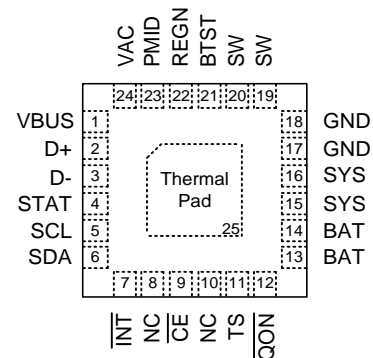 VAC
PMID
REGN
BTST
SW
SW
24 23 22 21 20 19
VBUS 1
D+ 2
D- 3
STAT 4
SCL 5
SDA 6
18 GND
17 GND
16 SYS
15 SYS
14 BAT
13 BAT
Thermal
Pad
25
7 8 9 10 11 12
INT
NC
CE
NC
TS
QON